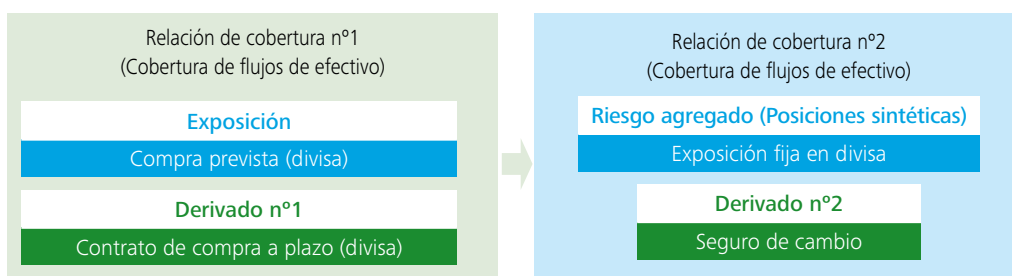 Relación de cobertura nº1
(Cobertura de flujos de efectivo)
Exposición
Compra prevista (divisa)
Derivado nº1
Contrato de compra a plazo (divisa)
Relación de cobertura nº2
(Cobertura de flujos de efectivo)
Riesgo agregado (Posiciones sintéticas)
Exposición fija en divisa
Derivado nº2
Seguro de cambio